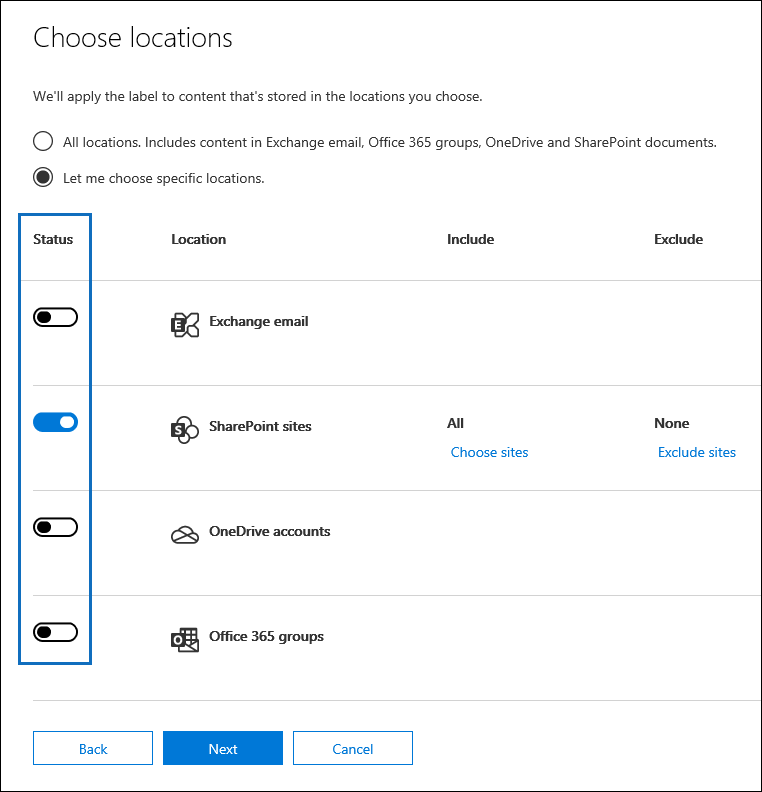 Choose locations
We'll apply the label to content that's stored in the locations you choose.
All locations. Includes content in Exchange email, Office 365 groups, OneDrive and SharePoint documents.
Let me choose specific locations.
Status Location Include Exclude
E Exchange email
S SharePoint sites All None
Choose sites Exclude sites
OneDrive accounts
O Office 365 groups
Back Next Cancel